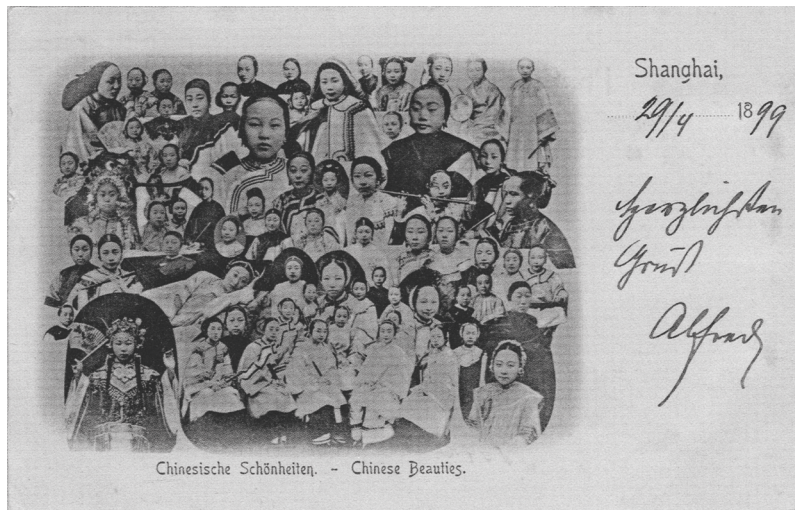 Shanghai,
29/4 1899
Herzlichsten
Gruß
Alfred
Chinesische Schönheiten. - Chinese Beauties.